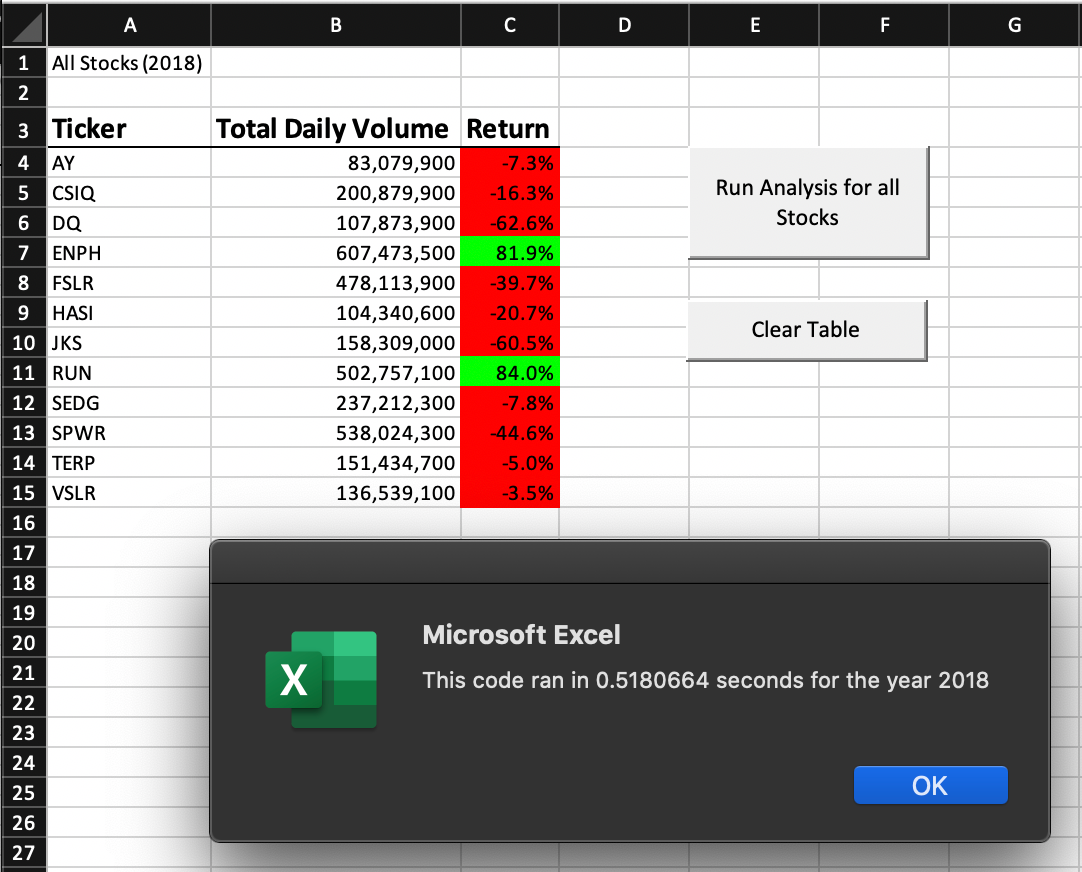 A B C D E F G
1 All Stocks (2018)
2
3 Ticker Total Daily Volume Return
4 AY 83,079,900 -7.3%
5 CSIQ 200,879,900 -16.3%
6 DQ 107,873,900 -62.6%
7 ENPH 607,473,500 81.9%
8 FSLR 478,113,900 -39.7%
9 HASI 104,340,600 -20.7%
10 JKS 158,309,000 -60.5%
11 RUN 502,757,100 84.0%
12 SEDG 237,212,300 -7.8%
13 SPWR 538,024,300 -44.6%
14 TERP 151,434,700 -5.0%
15 VSLR 136,539,100 -3.5%
Run Analysis for all
Stocks
Clear Table
16
17
18
19
20
21
22
23
24
25
26
27
X
Microsoft Excel
This code ran in 0.5180664 seconds for the year 2018
OK